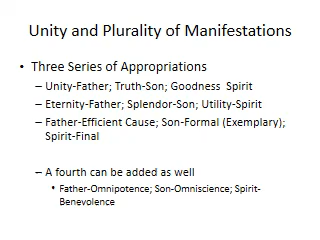 Unity and Plurality of Manifestations
• Three Series of Appropriations
– Unity-Father; Truth-Son; Goodness Spirit
– Eternity-Father; Splendor-Son; Utility-Spirit
– Father-Efficient Cause; Son-Formal (Exemplary);
Spirit-Final
– A fourth can be added as well
• Father-Omnipotence; Son-Omniscience; Spirit-
Benevolence